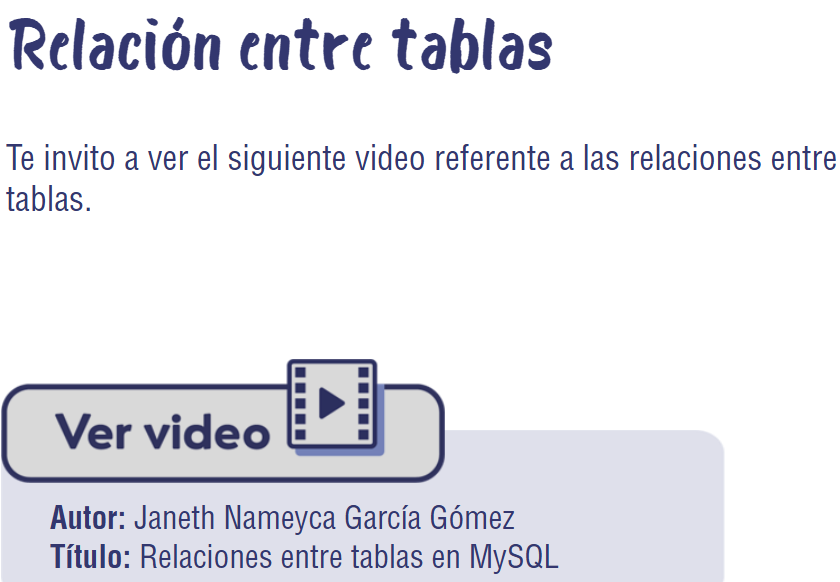 Relación entre tablas
Te invito a ver el siguiente video referente a las relaciones entre
tablas.
Ver video
Autor: Janeth Nameyca García Gómez
Título: Relaciones entre tablas en MySQL